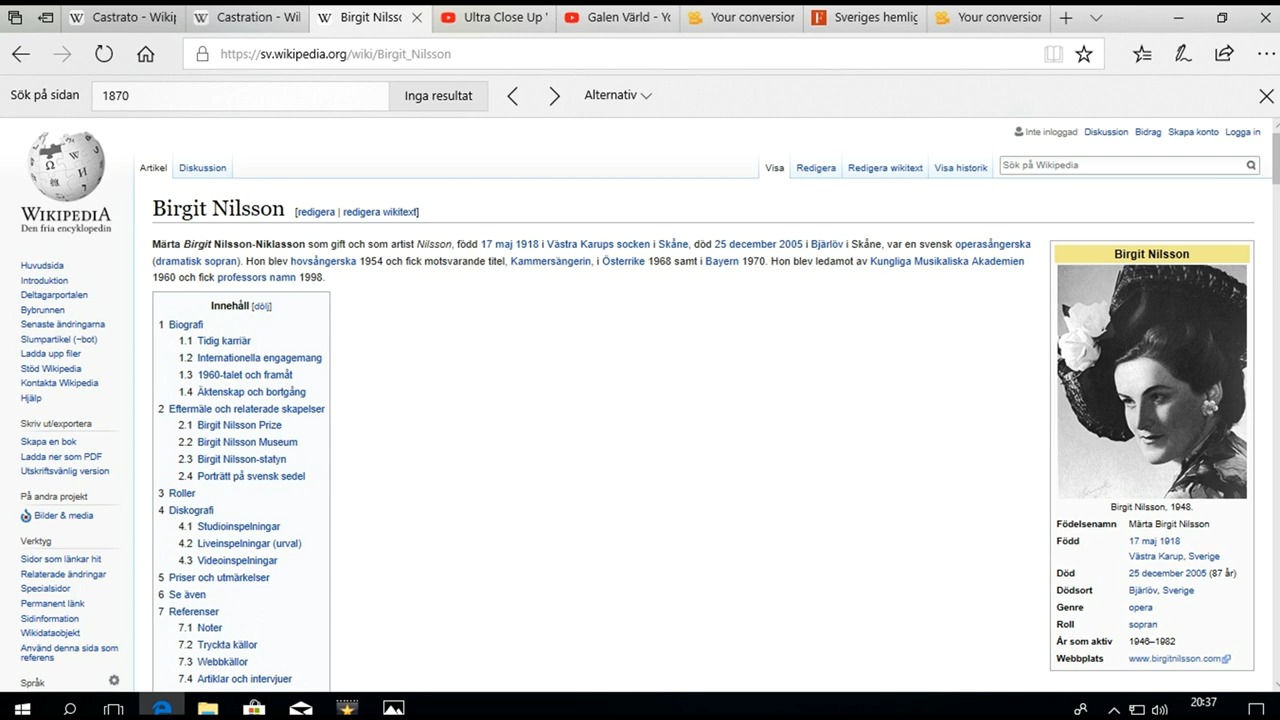 Castrato - Wikip
Castration - Wil
Birgit Nilsso
Ultra Close Up '
Galen Värld - Yo
Your conversior
Sveriges hemlig
Your conversior
https://sv.wikipedia.org/wiki/Birgit_Nilsson
Sök på sidan
1870
Inga resultat
Alternativ
Inte inloggad Diskussion Bidrag Skapa konto Logga in
Artikel Diskussion
Visa Redigera Redigera wikitext Visa historik
Sök på Wikipedia
WIKIPEDIA
Den fria encyklopedin
Huvudsida
Introduktion
Deltagarportalen
Bybrunnen
Senaste ändringarna
Slumpartikel (−bot)
Ladda upp filer
Stöd Wikipedia
Kontakta Wikipedia
Hjälp
Skriv ut/exportera
Skapa en bok
Ladda ner som PDF
Utskriftsvänlig version
På andra projekt
Bilder & media
Verktyg
Sidor som länkar hit
Relaterade ändringar
Specialsidor
Permanent länk
Sidinformation
Wikidataobjekt
Använd denna sida som
referens
Språk
Birgit Nilsson [redigera | redigera wikitext]
Märta Birgit Nilsson-Niklasson som gift och som artist Nilsson, född 17 maj 1918 i Västra Karups socken i Skåne, död 25 december 2005 i Bjärlöv i Skåne, var en svensk operasångerska
(dramatisk sopran). Hon blev hovsångerska 1954 och fick motsvarande titel, Kammersängerin, i Österrike 1968 samt i Bayern 1970. Hon blev ledamot av Kungliga Musikaliska Akademien
1960 och fick professors namn 1998.
Innehåll [dölj]
1 Biografi
1.1 Tidig karriär
1.2 Internationella engagemang
1.3 1960-talet och framåt
1.4 Äktenskap och bortgång
2 Eftermäle och relaterade skapelser
2.1 Birgit Nilsson Prize
2.2 Birgit Nilsson Museum
2.3 Birgit Nilsson-statyn
2.4 Porträtt på svensk sedel
3 Roller
4 Diskografi
4.1 Studioinspelningar
4.2 Liveinspelningar (urval)
4.3 Videoinspelningar
5 Priser och utmärkelser
6 Se även
7 Referenser
7.1 Noter
7.2 Tryckta källor
7.3 Webbkällor
7.4 Artiklar och intervjuer
Birgit Nilsson
Birgit Nilsson, 1948.
Födelsenamn Märta Birgit Nilsson
Född 17 maj 1918
Västra Karup, Sverige
Död 25 december 2005 (87 år)
Dödsort Bjärlöv, Sverige
Genre opera
Roll sopran
År som aktiv 1946–1982
Webbplats www.birgitnilsson.com
20:37